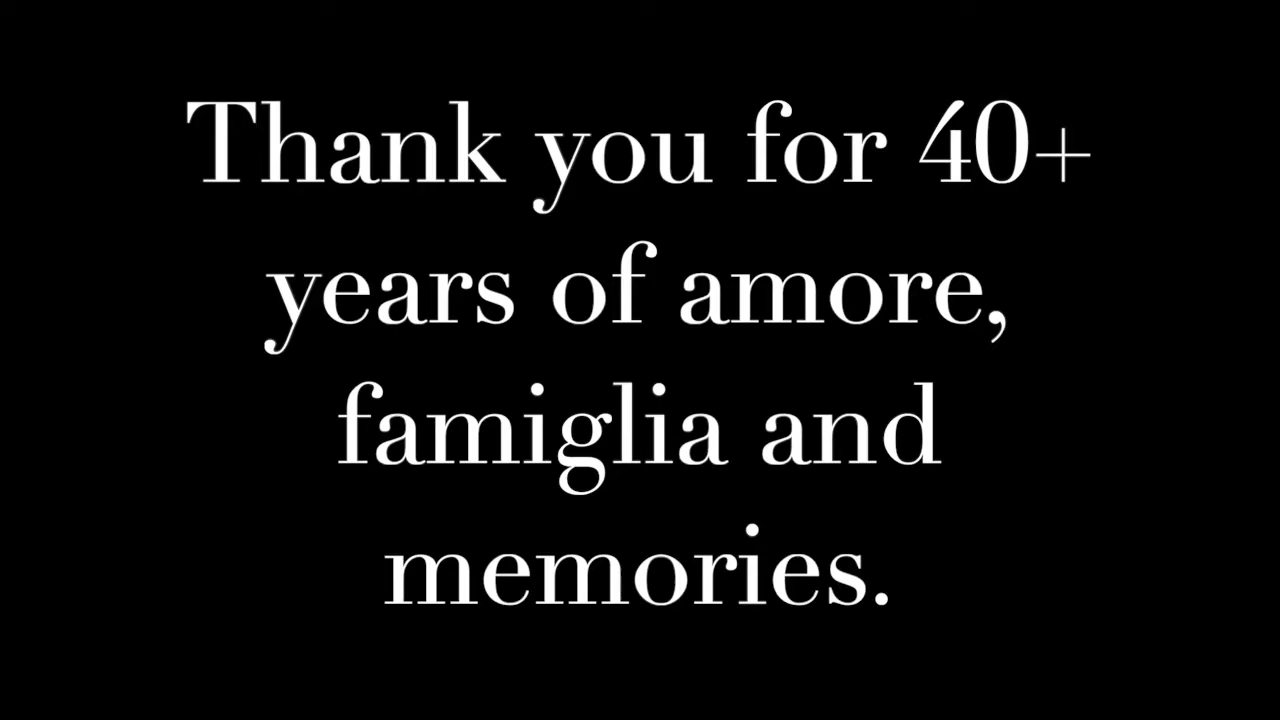 Thank you for 40+
years of amore,
famiglia and
memories.